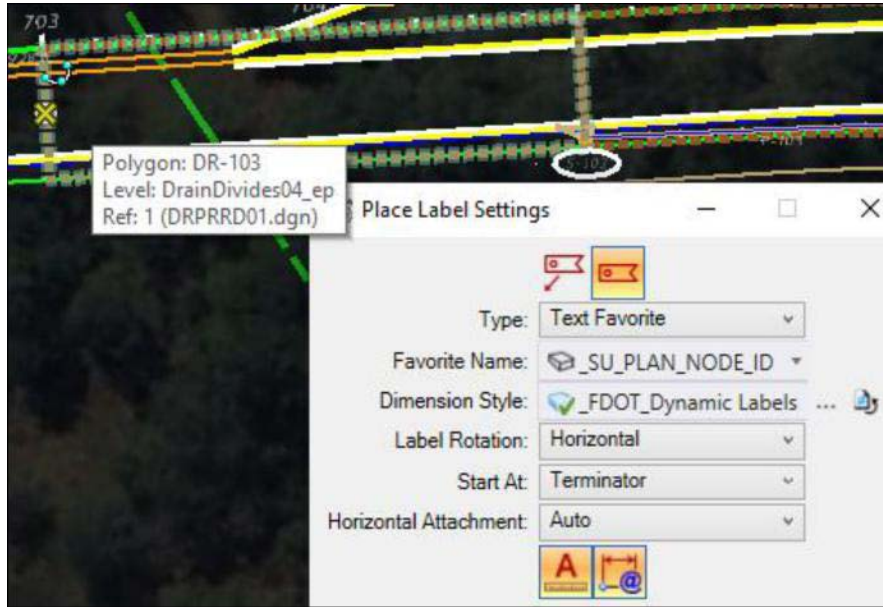 703
Polygon: DR-103
Level: DrainDivides04_ep
Ref: 1 (DRPRRD01.dgn)
Place Label Settings
Type: Text Favorite
Favorite Name: _SU_PLAN_NODE_ID
Dimension Style: _FDOT_Dynamic Labels ...
Label Rotation: Horizontal
Start At: Terminator
Horizontal Attachment: Auto
A @